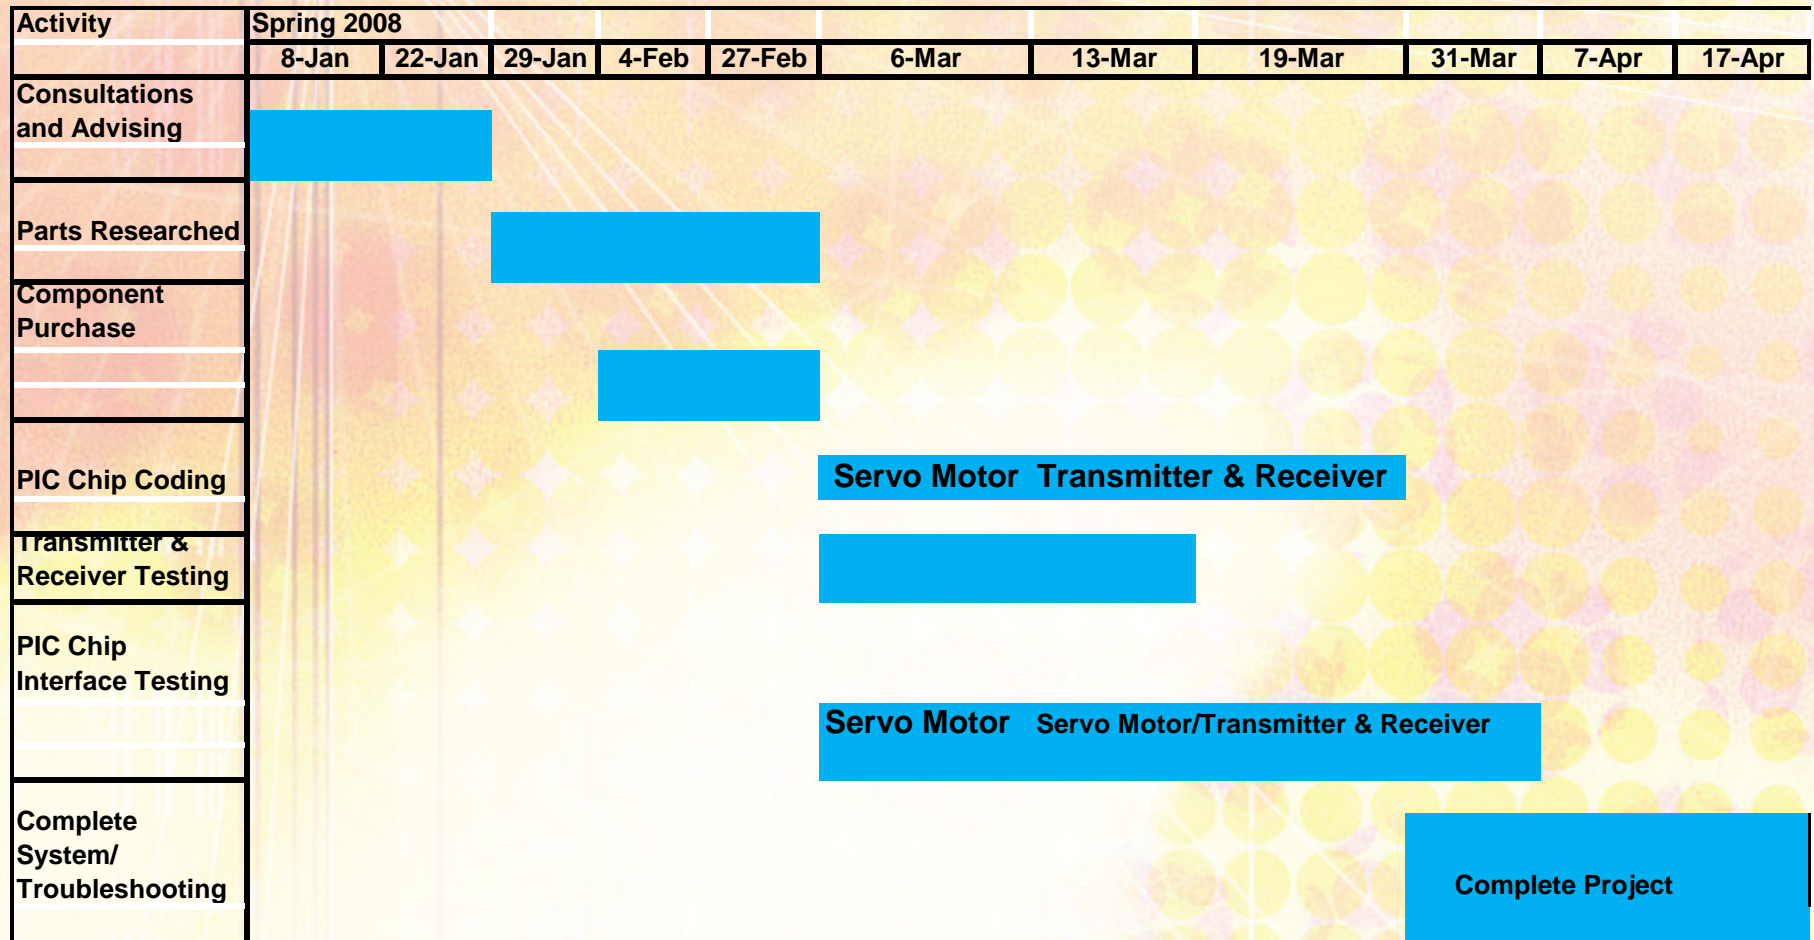 Activity Spring 2008
8-Jan 22-Jan 29-Jan 4-Feb 27-Feb 6-Mar 13-Mar 19-Mar 31-Mar 7-Apr 17-Apr
Consultations
and Advising
Parts Researched
Component
Purchase
PIC Chip Coding Servo Motor Transmitter & Receiver
Transmitter &
Receiver Testing
PIC Chip
Interface Testing
Servo Motor Servo Motor/Transmitter & Receiver
Complete
System/
Troubleshooting Complete Project